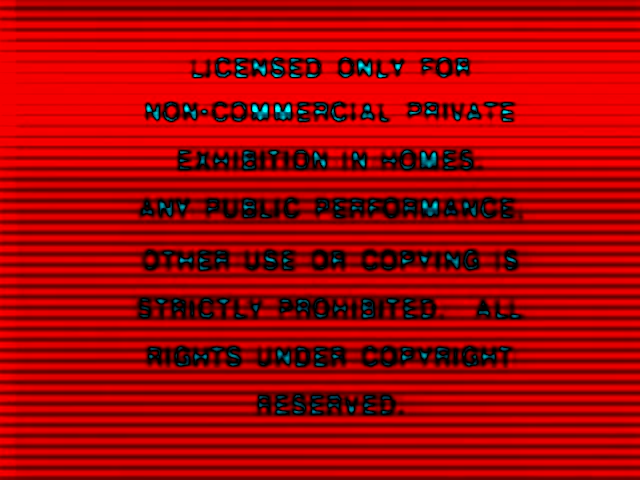 LICENSED ONLY FOR
NON-COMMERCIAL PRIVATE
EXHIBITION IN HOMES.
ANY PUBLIC PERFORMANCE,
OTHER USE OR COPYING IS
STRICTLY PROHIBITED. ALL
RIGHTS UNDER COPYRIGHT
RESERVED.